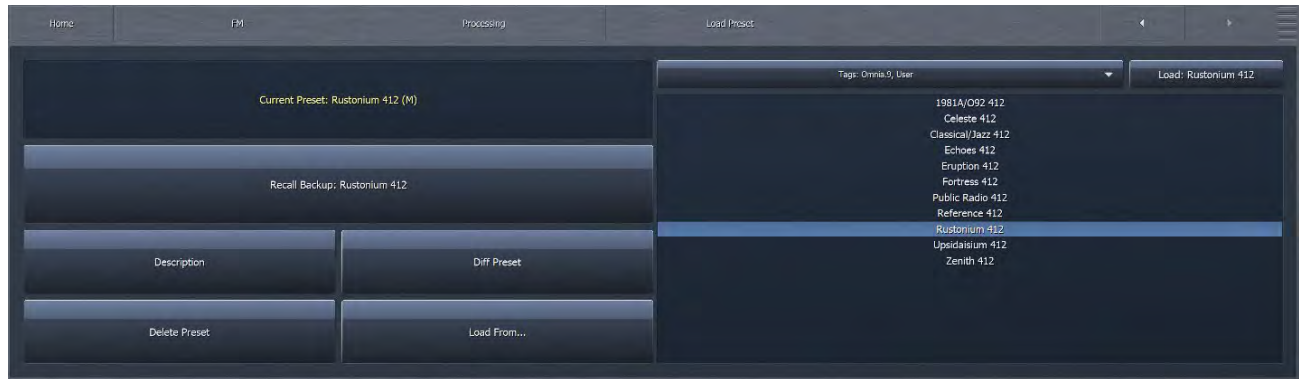 Home
FM
Processing
Load Preset
Current Preset: Rustonium 412 (M)
Recall Backup: Rustonium 412
Description
Diff Preset
Delete Preset
Load From...
Tags: Omnia.9, User
Load: Rustonium 412
1981A/O92 412
Celeste 412
Classical/Jazz 412
Echoes 412
Eruption 412
Fortress 412
Public Radio 412
Reference 412
Rustonium 412
Upsidaisium 412
Zenith 412